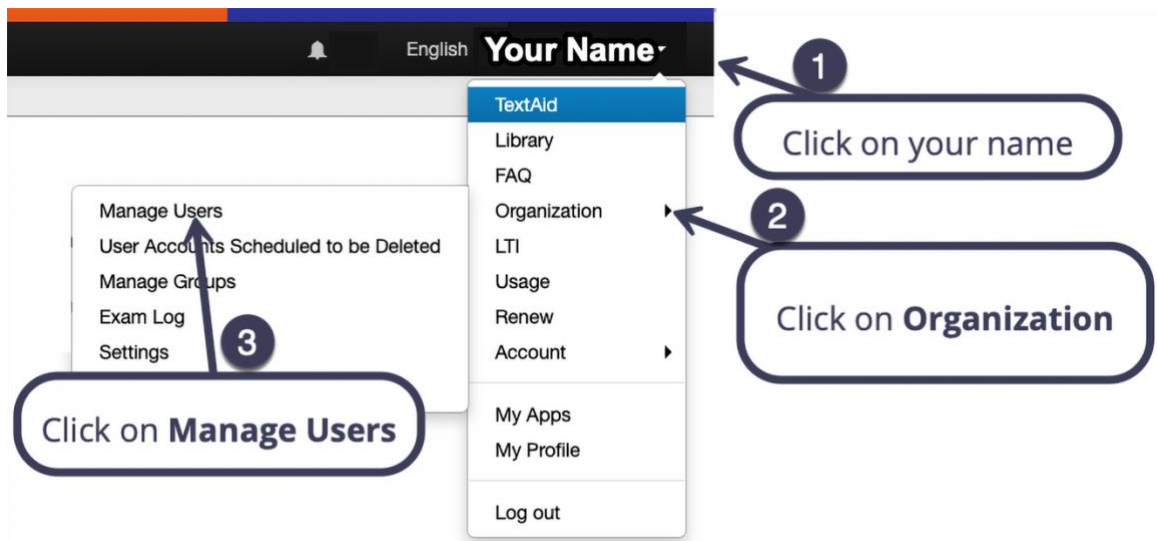 English Your Name
1
Click on your name
TextAid
Library
FAQ
Organization
LTI
Usage
Renew
Account
My Apps
My Profile
Log out
2
Click on Organization
Manage Users
User Accounts Scheduled to be Deleted
Manage Groups
Exam Log
Settings
3
Click on Manage Users